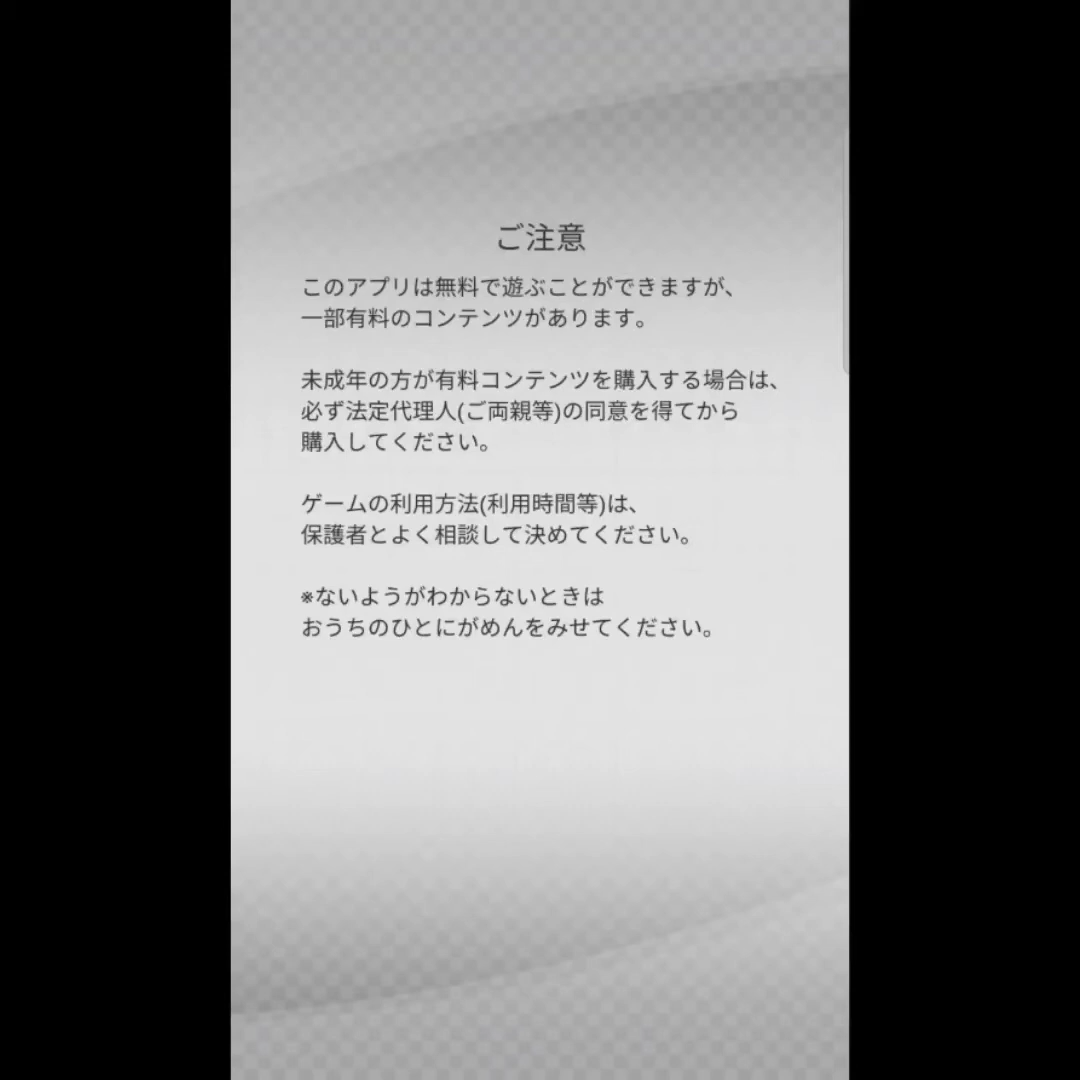 ご注意
このアプリは無料で遊ぶことができますが、
一部有料のコンテンツがあります。
未成年の方が有料コンテンツを購入する場合は、
必ず法定代理人(ご両親等)の同意を得てから
購入してください。
ゲームの利用方法(利用時間等)は、
保護者とよく相談して決めてください。
※ないようがわからないときは
おうちのひとにがめんをみせてください。